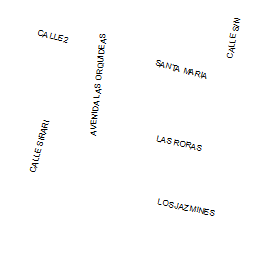 CALLE 2
AVENIDA LAS ORQUIDEAS
CALLE S/N
SANTA MARIA
CALLE SIRARI
LAS RORAS
LOS JAZMINES